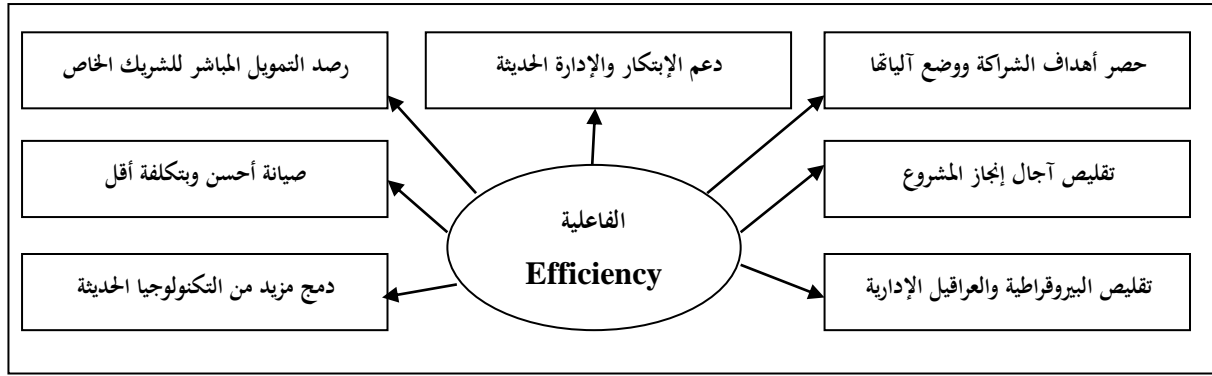 حصر أهداف الشراكة ووضع آلياتها
دعم الإبتكار والإدارة الحديثة
رصد التمويل المباشر للشريك الخاص
تقليص آجال إنجاز المشروع
صيانة أحسن وبتكلفة أقل
الفاعلية
Efficiency
تقليص البيروقراطية والعراقيل الإدارية
دمج مزيد من التكنولوجيا الحديثة